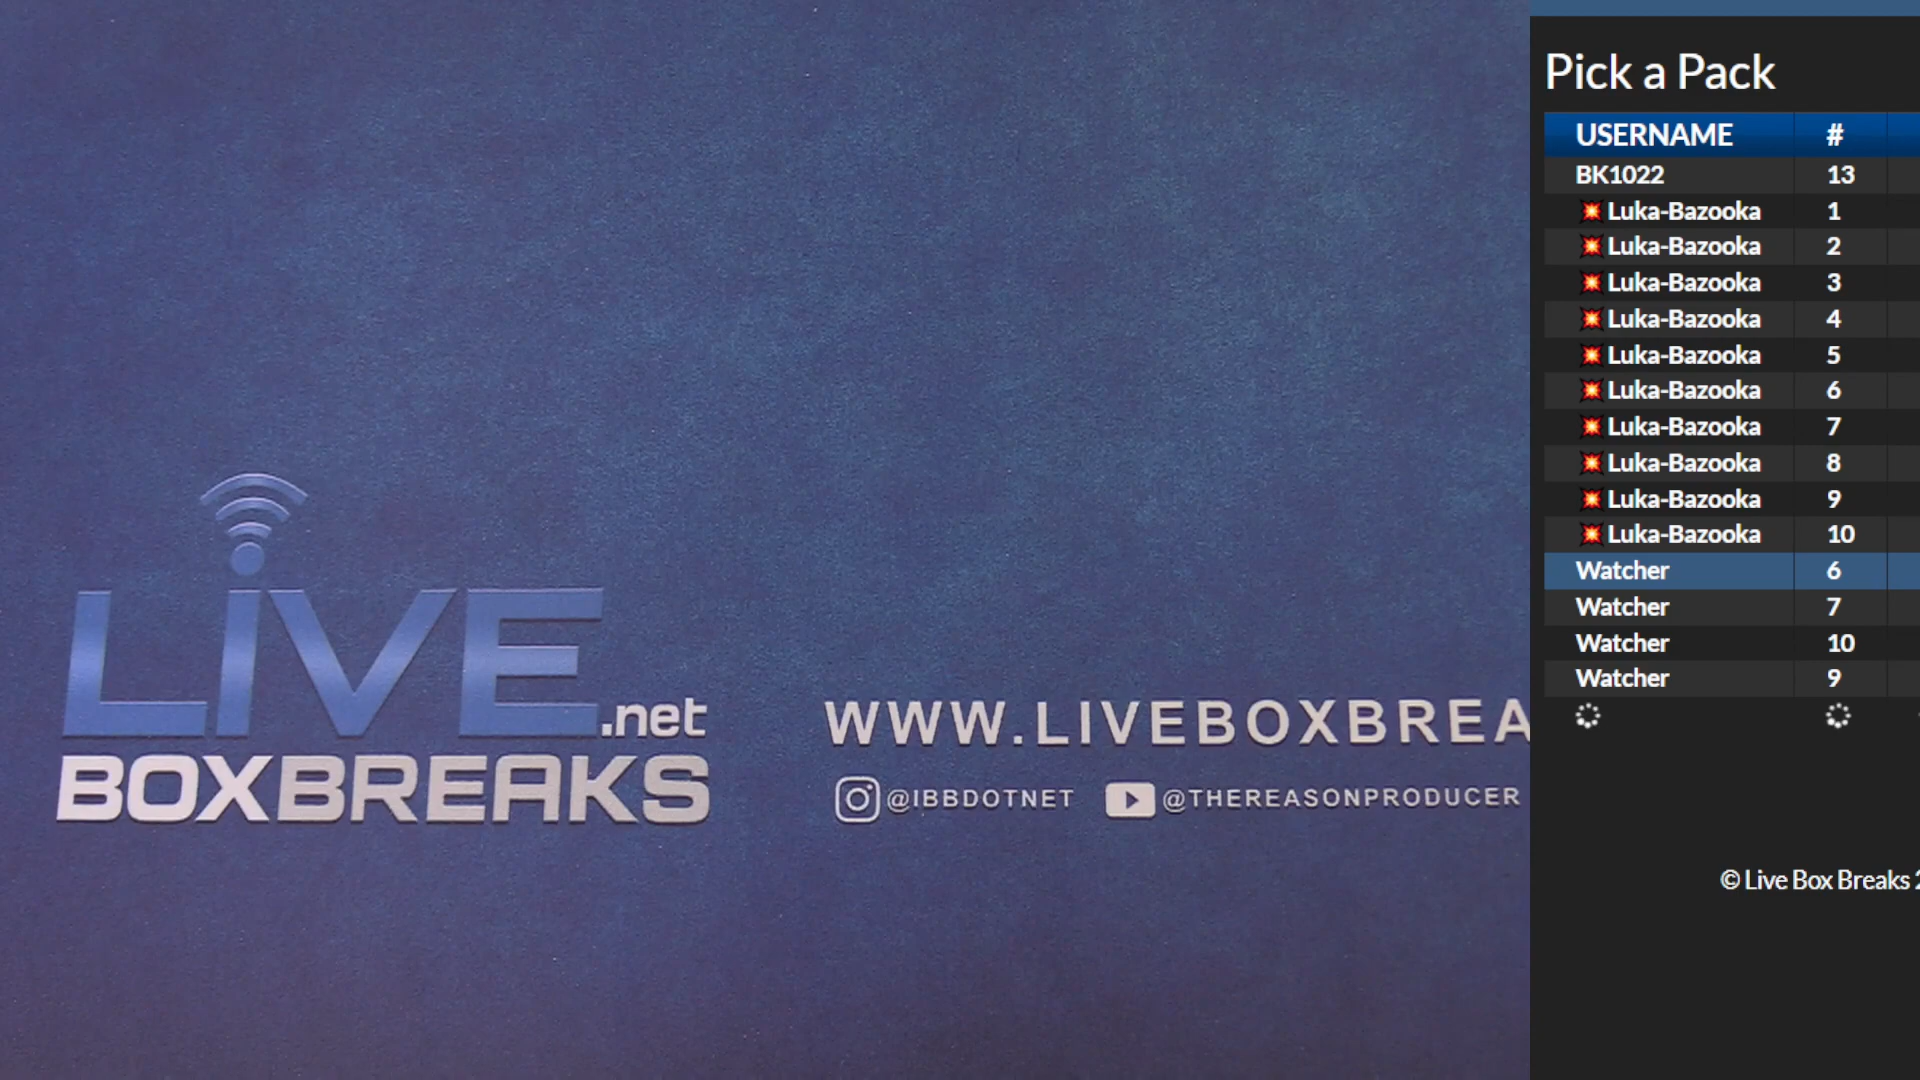 Pick a Pack
USERNAME #
BK1022 13
💥 Luka-Bazooka 1
💥 Luka-Bazooka 2
💥 Luka-Bazooka 3
💥 Luka-Bazooka 4
💥 Luka-Bazooka 5
💥 Luka-Bazooka 6
💥 Luka-Bazooka 7
💥 Luka-Bazooka 8
💥 Luka-Bazooka 9
💥 Luka-Bazooka 10
Watcher 6
Watcher 7
Watcher 10
Watcher 9
© Live Box Breaks
LiVE.net
BOXBREAKS
WWW.LIVEBOXBREA
@IBBDOTNET @THEREASONPRODUCER